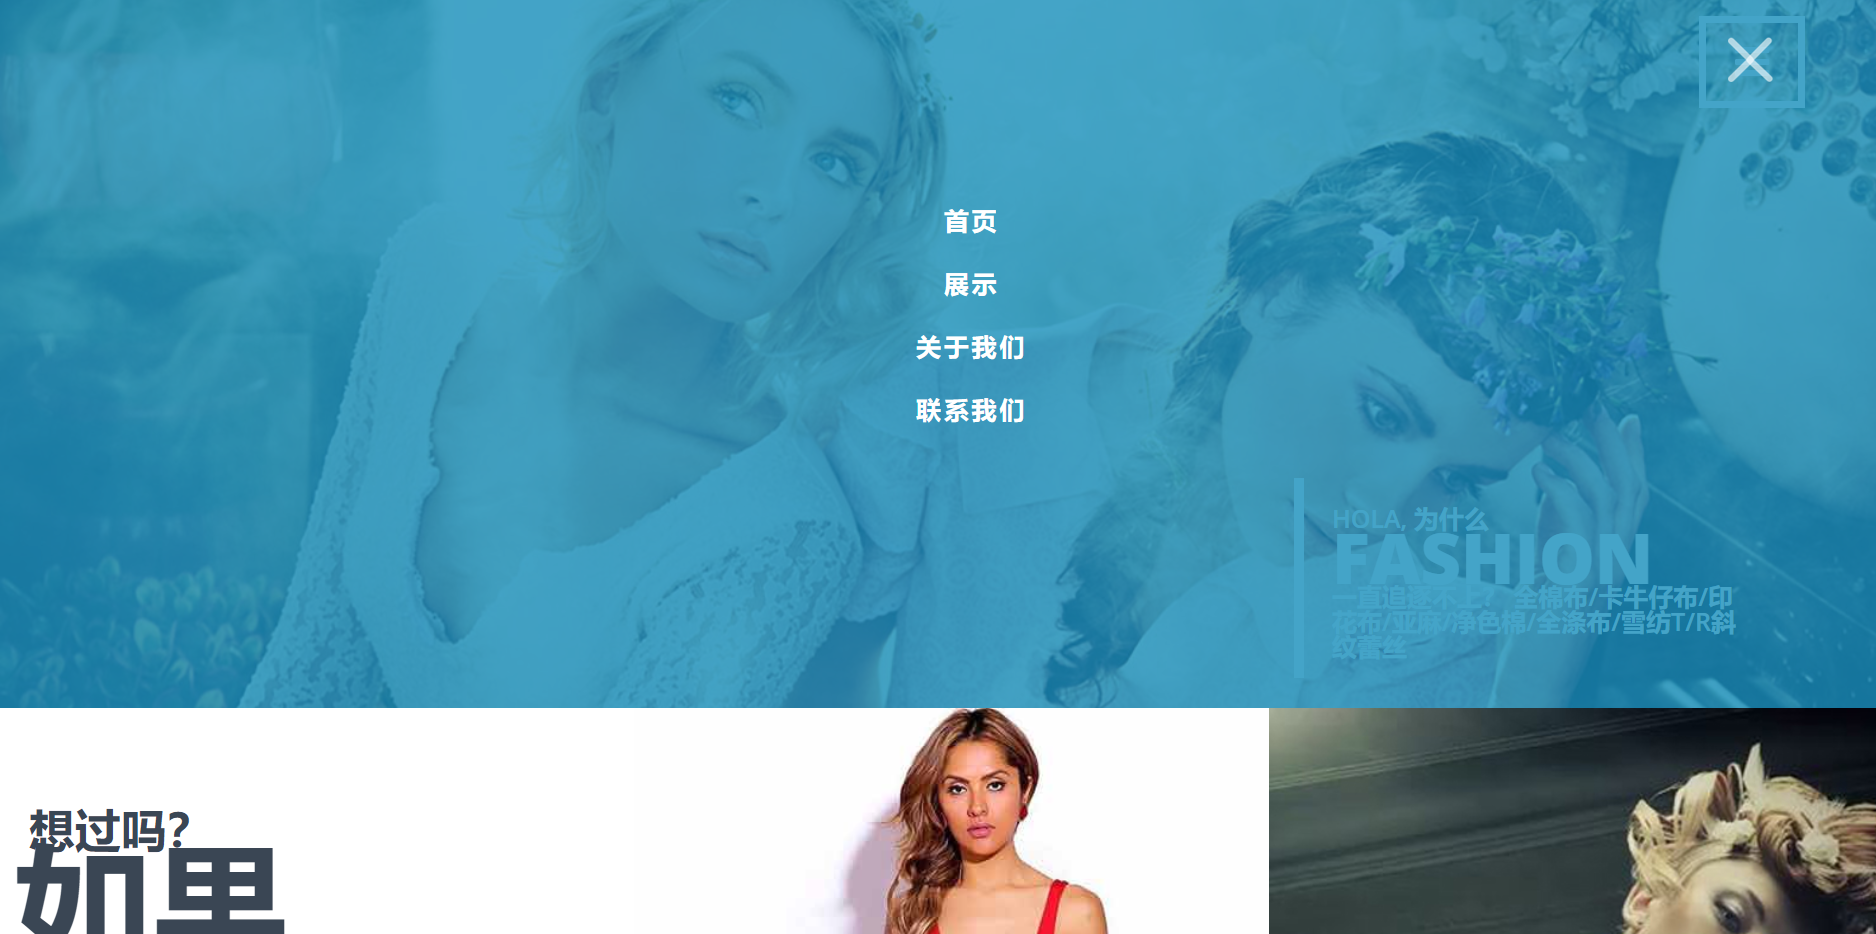 首页
展示
关于我们
联系我们
HOLA, 为什么
FASHION
一直追逐不上? 全棉布/卡牛仔布/印
花布/亚麻/净色棉/全涤布/雪纺T/R斜
纹蕾丝
想过吗?
如里